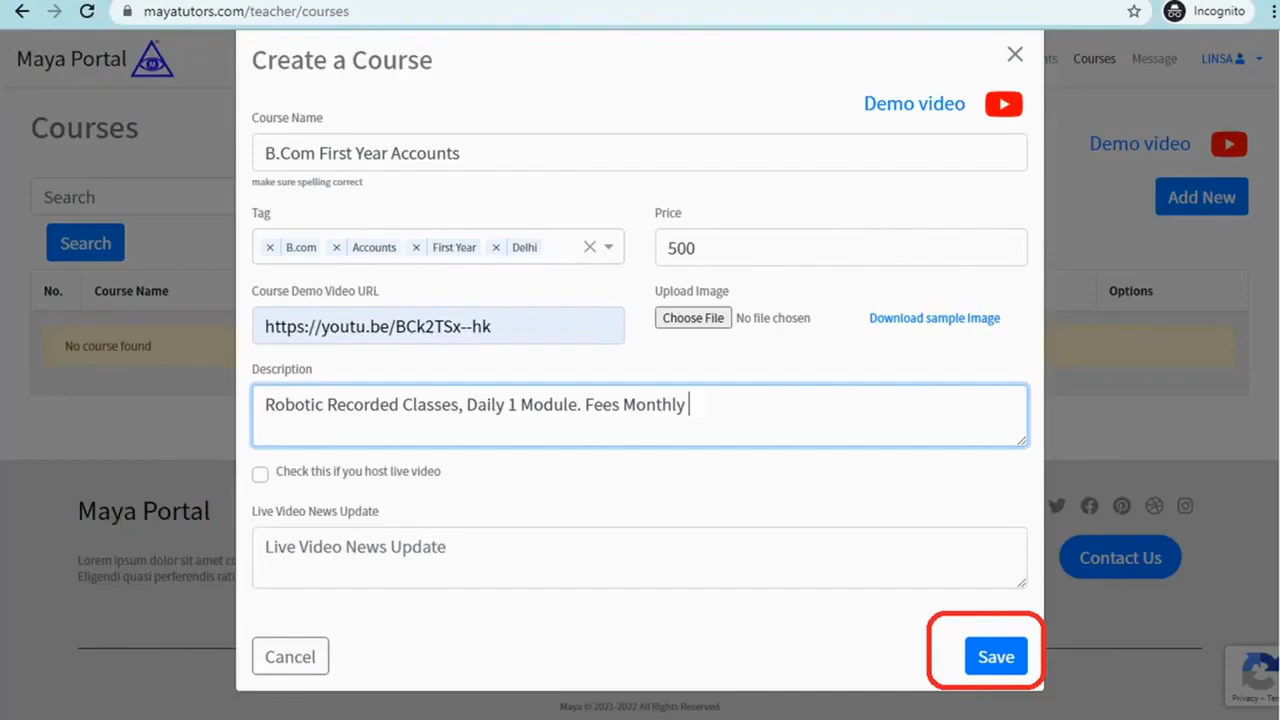 mayatutors.com/teacher/courses
Incognito
Maya Portal
M
Courses
Message
LINSA
Create a Course
Demo video
Course Name
B.Com First Year Accounts
make sure spelling correct
Tag
Price
× B.com × Accounts × First Year × Delhi
500
Course Demo Video URL
Upload Image
https://youtu.be/BCk2TSx--hk
Choose File No file chosen
Download sample Image
Description
Robotic Recorded Classes, Daily 1 Module. Fees Monthly
Check this if you host live video
Live Video News Update
Live Video News Update
Cancel
Save
Courses
Demo video
Search
Add New
Search
No.
Course Name
Options
No course found
Maya Portal
Lorem ipsum dolor sit amet
Eligendi quasi perferendis
Contact Us
Maya © 2021-2022 All Rights Reserved
Privacy